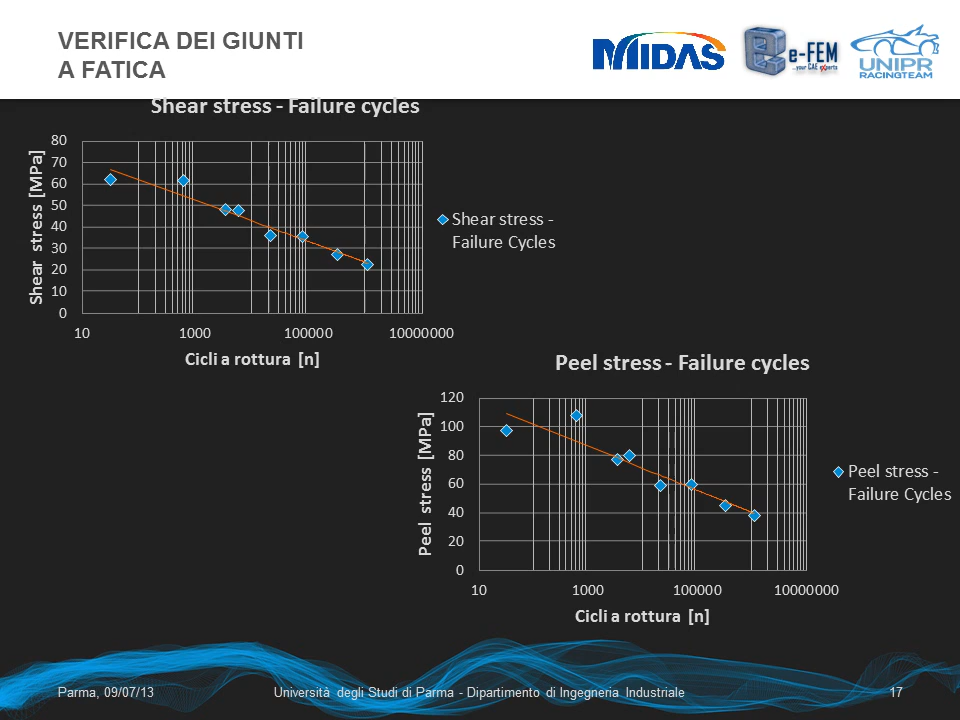 VERIFICA DEI GIUNTI
A FATICA
MIDAS
e-FEM
...your CAE experts
UNIPR
RACINGTEAM
Shear stress - Failure cycles
Shear stress [MPa]
80
70
60
50
40
30
20
10
0
10 1000 100000 10000000
Cicli a rottura [n]
Shear stress -
Failure Cycles
Peel stress - Failure cycles
Peel stress [MPa]
120
100
80
60
40
20
0
10 1000 100000 10000000
Cicli a rottura [n]
Peel stress -
Failure Cycles
Parma, 09/07/13 Università degli Studi di Parma - Dipartimento di Ingegneria Industriale 17